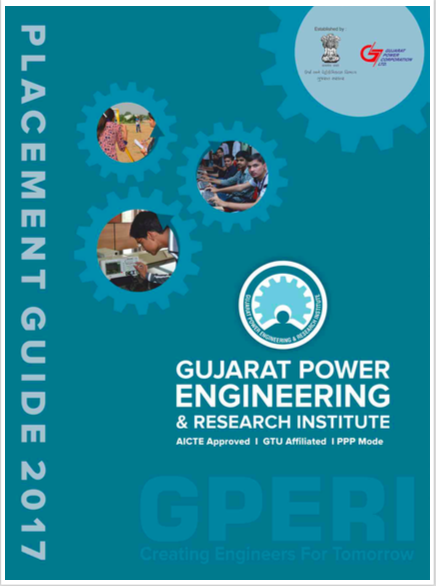 PLACEMENT GUIDE 2017
Established by :
GUJARAT
POWER
CORPORATION
LTD
GUJARAT POWER ENGINEERING & RESEARCH INSTITUTE
GUJARAT POWER
ENGINEERING
& RESEARCH INSTITUTE
AICTE Approved I GTU Affiliated I PPP Mode
GPERI
Creating Engineers For Tomorrow